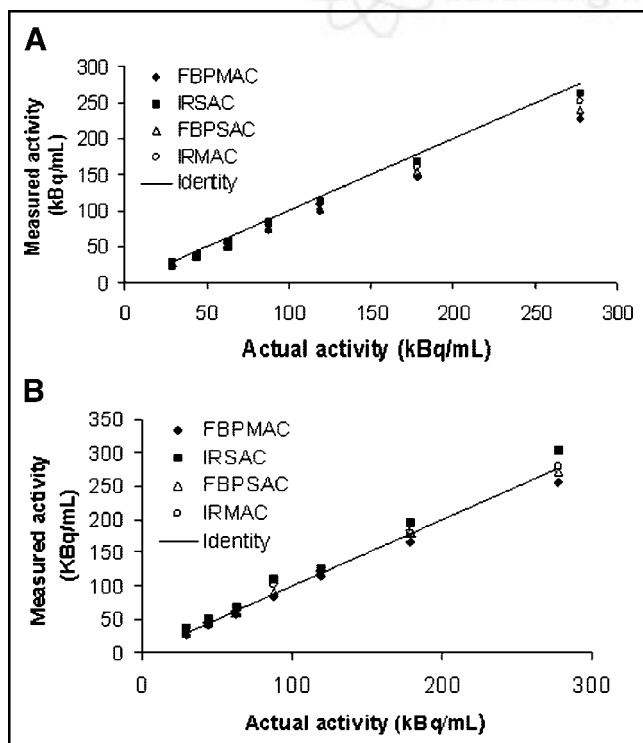 A
FBPMAC
IRSAC
FBPSAC
IRMAC
Identity
300
250
200
150
100
50
0
Measured activity
(kBq/mL)
0 50 100 150 200 250 300
Actual activity (kBq/mL)
B
FBPMAC
IRSAC
FBPSAC
IRMAC
Identity
350
300
250
200
150
100
50
0
Measured activity
(KBq/mL)
0 100 200 300
Actual activity (kBq/mL)